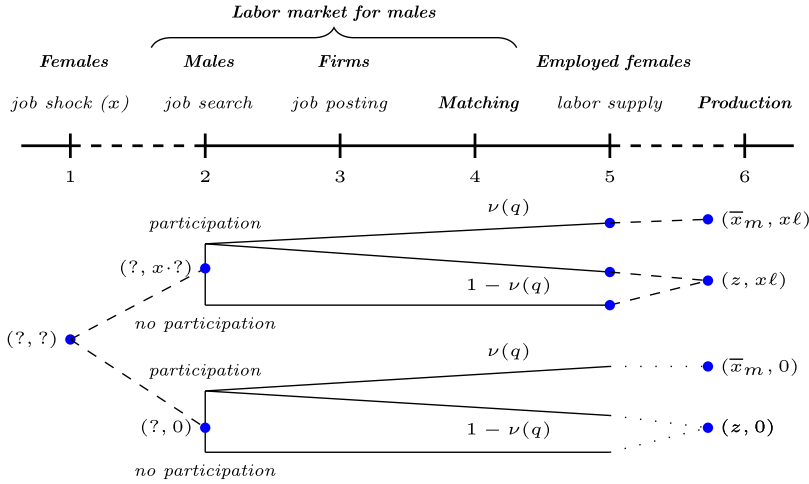 Labor market for males
Females Males Firms Employed females
job shock (x) job search job posting Matching labor supply Production
1 2 3 4 5 6
ν(q)
participation
(x̅ₘ, xℓ)
(?, x·?)
(z, xℓ)
1 − ν(q)
no participation
(?, ?)
ν(q)
participation
(x̅ₘ, 0)
(?, 0)
1 − ν(q)
(z, 0)
no participation